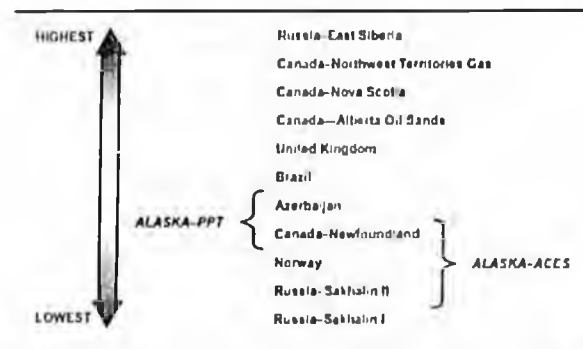 HIGHEST
Russia-East Siberia
Canada-Northwest Territories Gas
Canada-Nova Scotia
Canada—Alberta Oil Sands
United Kingdom
Brazil
Azerbaijan
ALASKA-PPT
Canada-Newfoundland
Norway
ALASKA-ACES
Russia-Sakhalin II
LOWEST
Russia-Sakhalin I